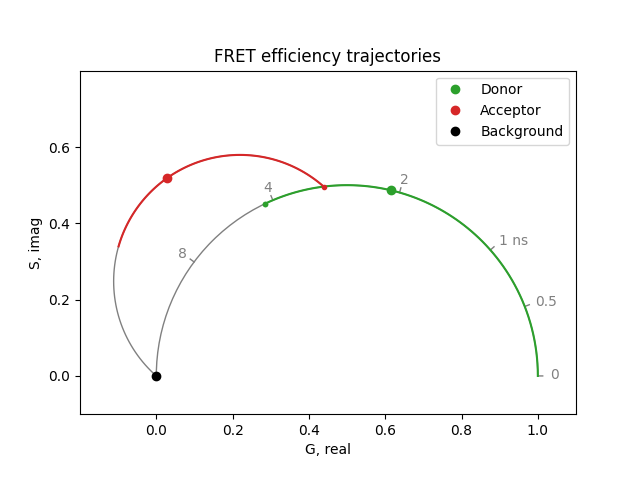 FRET efficiency trajectories
Donor
Acceptor
Background
0.6
0.4
0.2
0.0
S, imag
8
4
2
1 ns
0.5
0
0.0 0.2 0.4 0.6 0.8 1.0
G, real